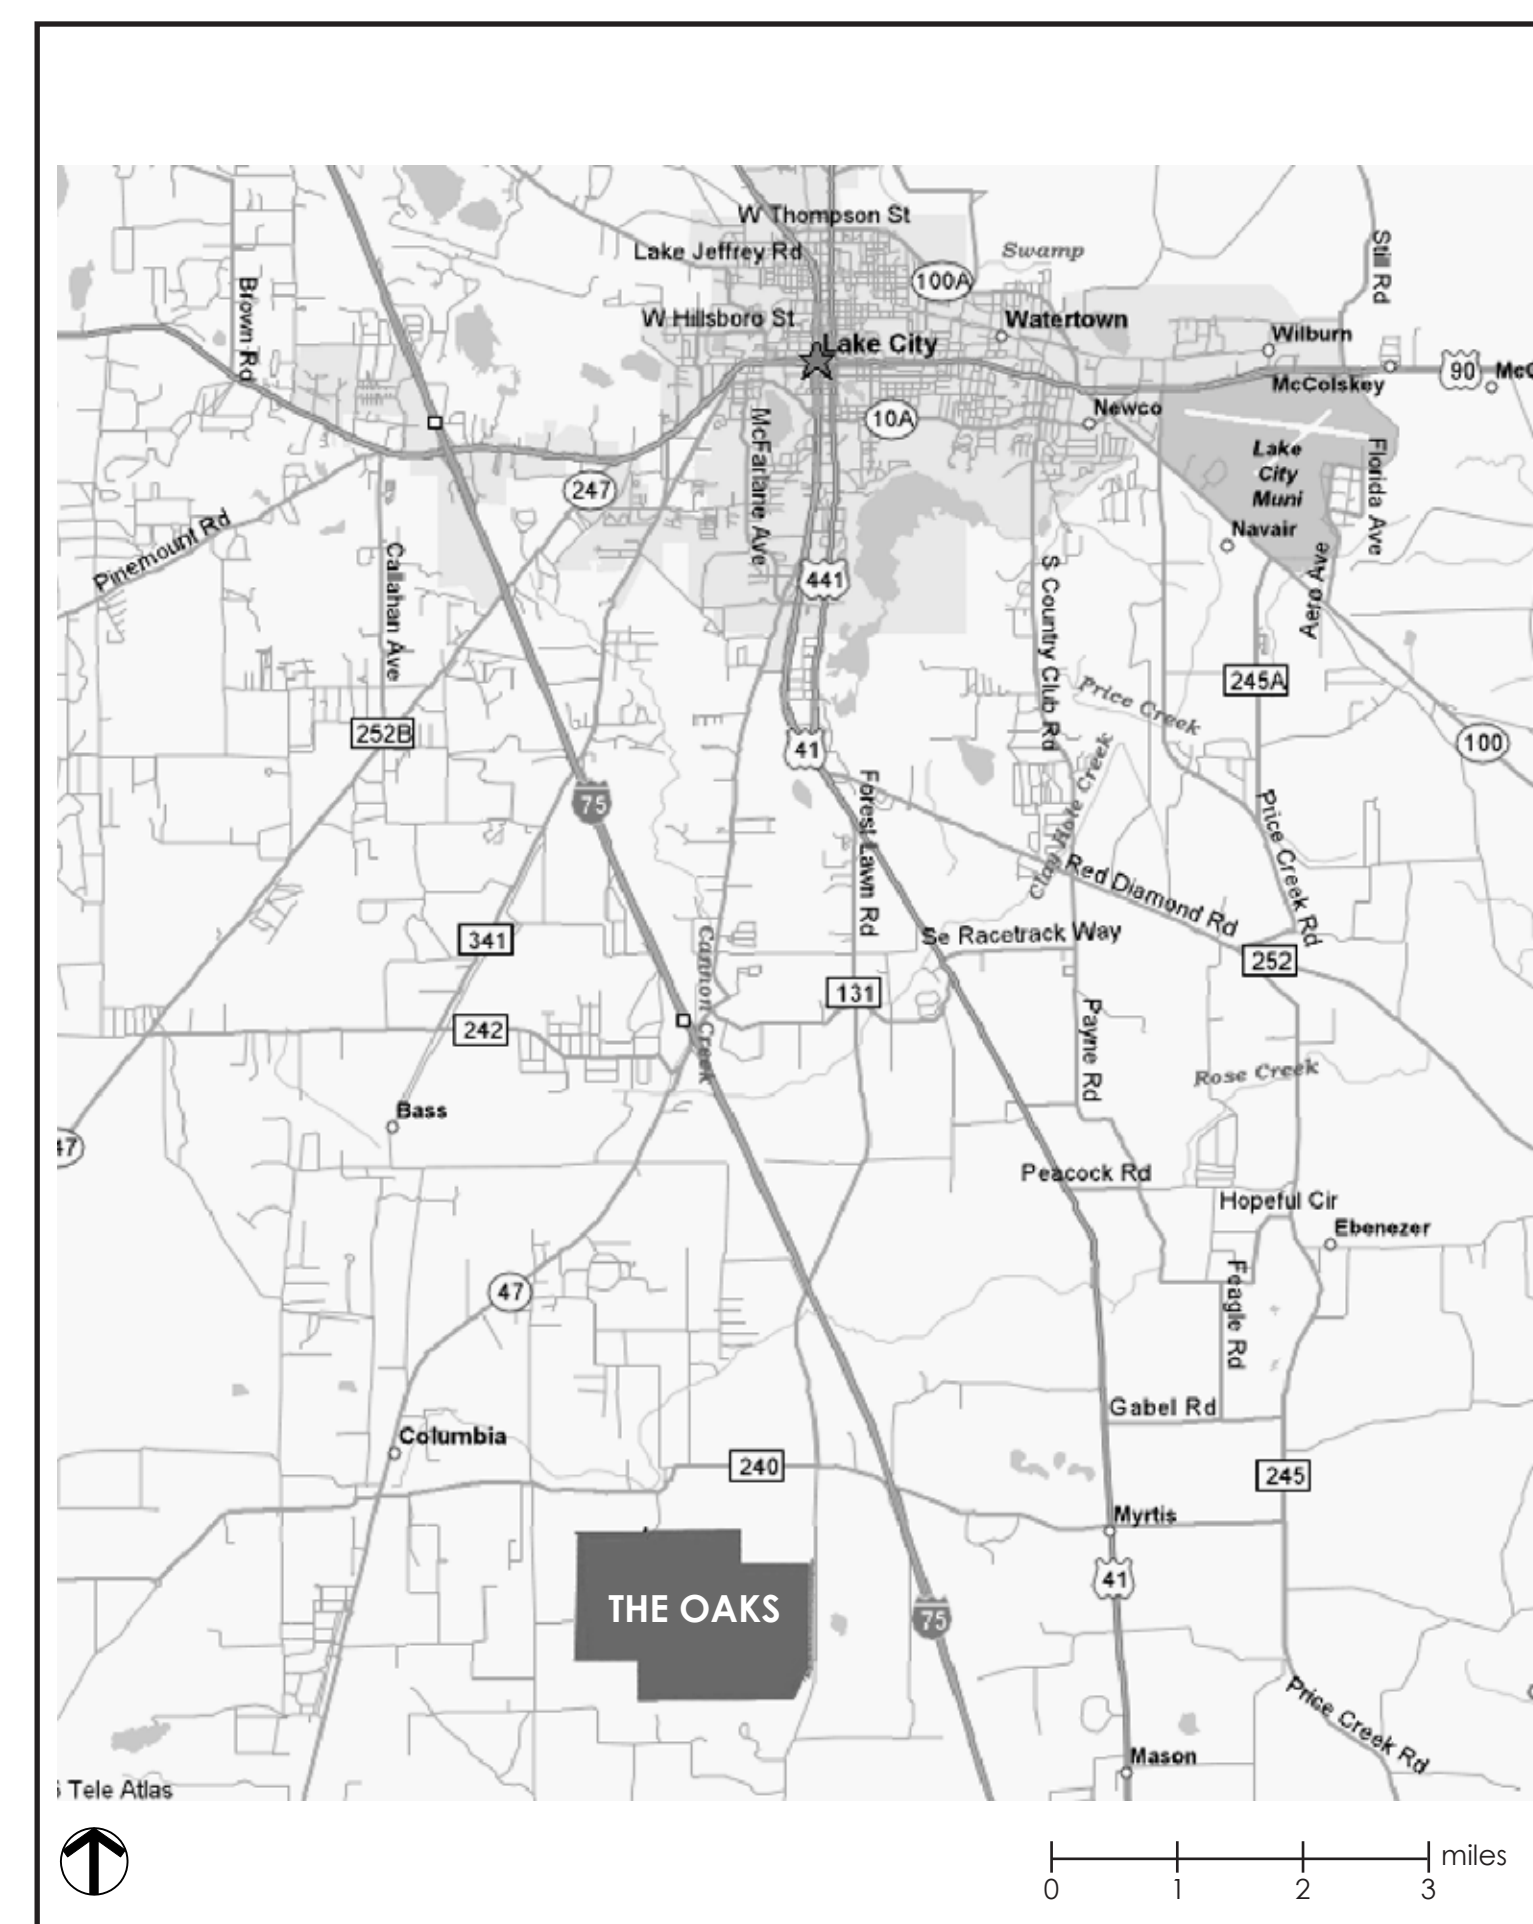 W Thompson St
Still Rd
Lake Jeffrey Rd
Swamp
100A
Brown Rd
W Hillsboro St
Watertown
Wilburn
Lake City
90
McColskey
Newco
10A
McFarlane Ave
Lake
City
Muni
Florida Ave
247
Pinemount Rd
Navair
Callahan Ave
441
S Country Club Rd
Aero Ave
245A
Price Creek
252B
41
100
75
Forest Lawn Rd
Clay Hole Creek
Price Creek Rd
Red Diamond Rd
341
Cannon Creek
Se Racetrack Way
252
131
242
Payne Rd
Rose Creek
Bass
47
Peacock Rd
Hopeful Cir
Ebenezer
47
Feagle Rd
Gabel Rd
Columbia
240
245
Myrtis
41
THE OAKS
75
Price Creek Rd
Mason
Tele Atlas
miles
0 1 2 3